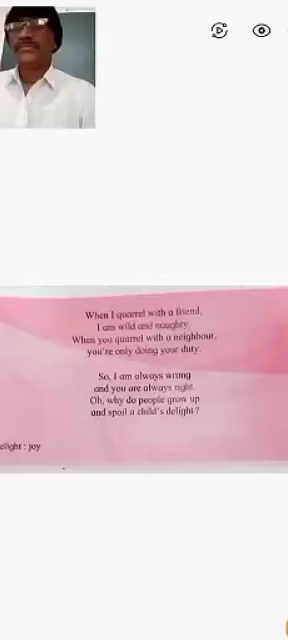 When I quarrel with a friend,
I am wild and naughty.
When you quarrel with a neighbour,
you're only doing your duty.
So, I am always wrong
and you are always right.
Oh, why do people grow up
and spoil a child's delight ?
elight : joy